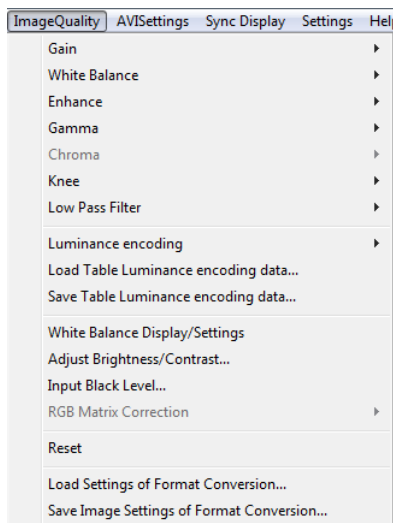 ImageQuality AVISettings Sync Display Settings Hel
Gain
White Balance
Enhance
Gamma
Chroma
Knee
Low Pass Filter
Luminance encoding
Load Table Luminance encoding data...
Save Table Luminance encoding data...
White Balance Display/Settings
Adjust Brightness/Contrast...
Input Black Level...
RGB Matrix Correction
Reset
Load Settings of Format Conversion...
Save Image Settings of Format Conversion...